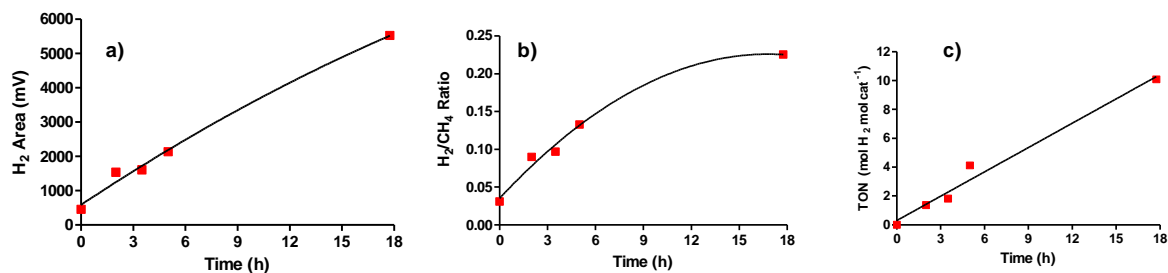 a)
H₂ Area (mV)
6000
5000
4000
3000
2000
1000
0
0 3 6 9 12 15 18
Time (h)
b)
H₂/CH₄ Ratio
0.25
0.20
0.15
0.10
0.05
0.00
0 3 6 9 12 15 18
Time (h)
c)
TON (mol H₂ mol cat⁻¹)
12
10
8
6
4
2
0
0 3 6 9 12 15 18
Time (h)